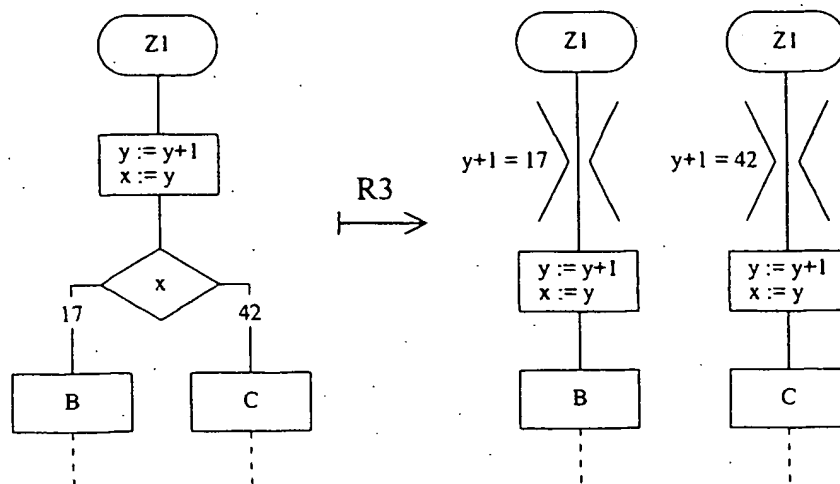 Z1
y := y+1
x := y
x
17
42
B
C
R3
Z1
y+1 = 17
y := y+1
x := y
B
Z1
y+1 = 42
y := y+1
x := y
C